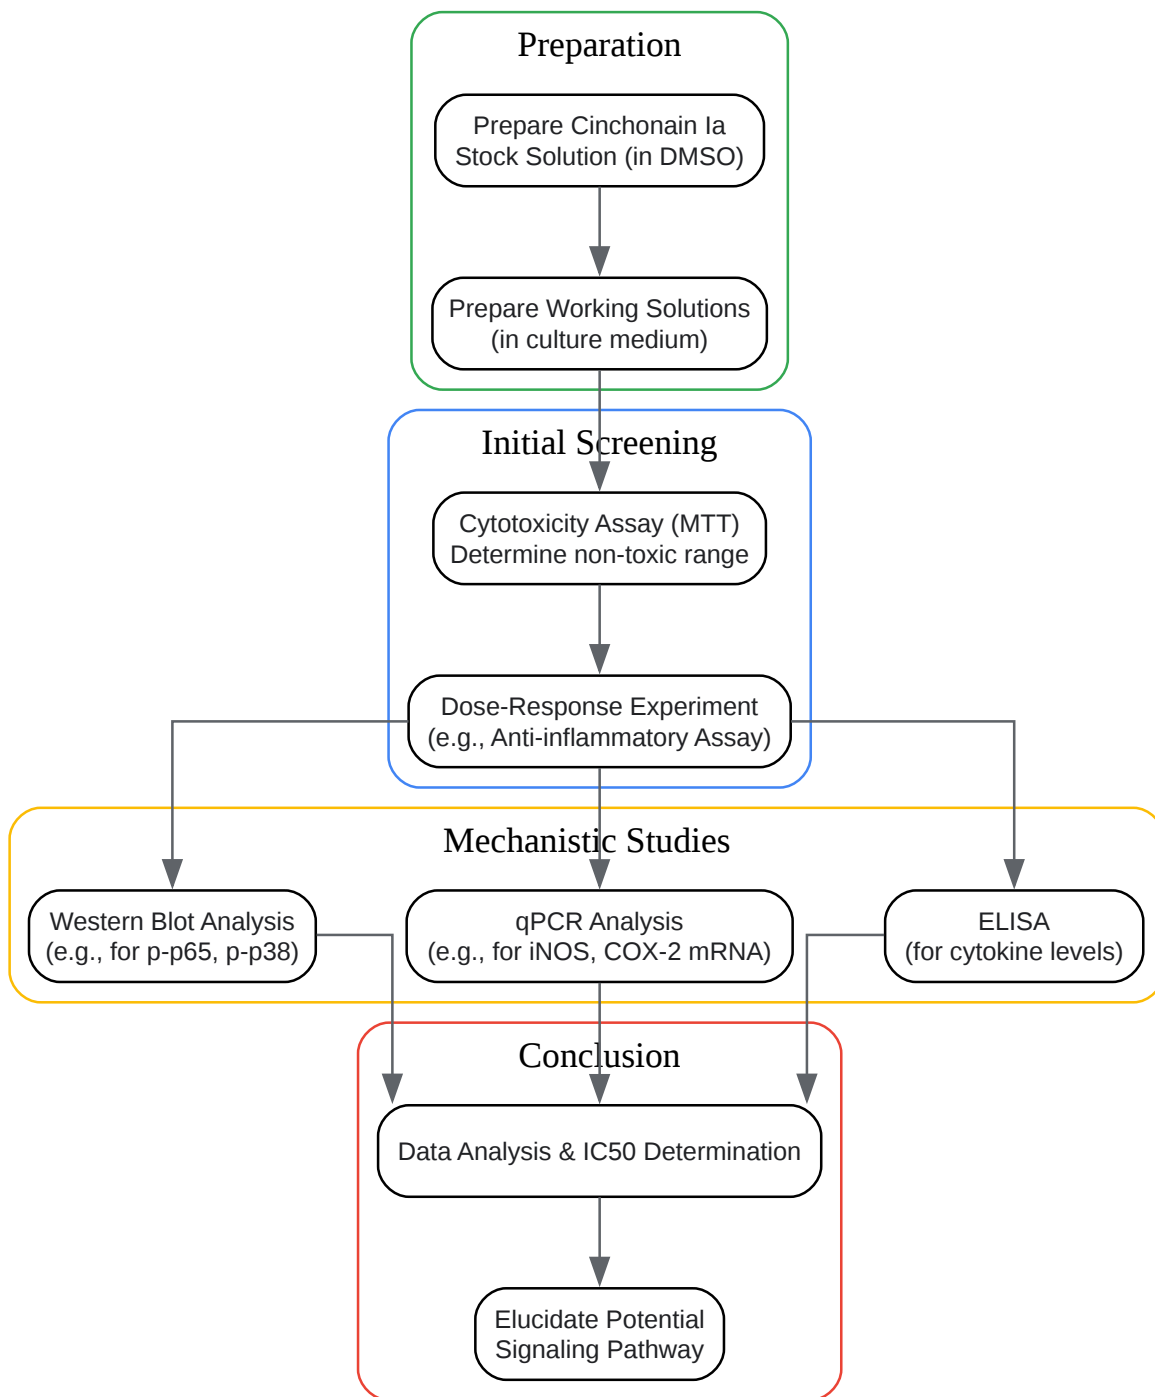 Preparation
Prepare Cinchonain Ia
Stock Solution (in DMSO)
Prepare Working Solutions
(in culture medium)
Initial Screening
Cytotoxicity Assay (MTT)
Determine non-toxic range
Dose-Response Experiment
(e.g., Anti-inflammatory Assay)
Mechanistic Studies
Western Blot Analysis
(e.g., for p-p65, p-p38)
qPCR Analysis
(e.g., for iNOS, COX-2 mRNA)
ELISA
(for cytokine levels)
Conclusion
Data Analysis & IC50 Determination
Elucidate Potential
Signaling Pathway